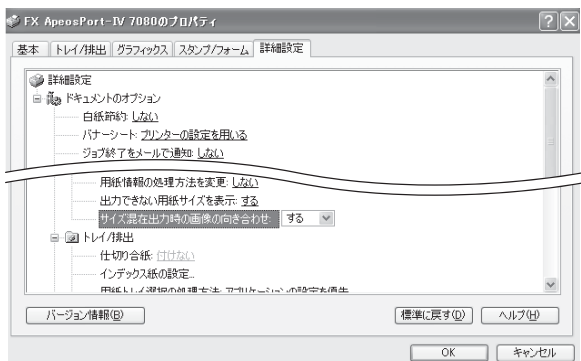 FX ApeosPort-IV 7080のプロパティ
基本 トレイ/排出 グラフィックス スタンプ/フォーム 詳細設定
詳細設定
ドキュメントのオプション
白紙節約: しない
バナーシート: プリンターの設定を用いる
ジョブ終了をメールで通知: しない
用紙情報の処理方法を変更: しない
出力できない用紙サイズを表示: する
サイズ混在出力時の画像の向き合わせ: する
トレイ/排出
仕切り合紙: 付けない
インデックス紙の設定...
用紙トレイ選択の処理方法: アプリケーションの設定を優先
バージョン情報(B) 標準に戻す(D) ヘルプ(H)
OK キャンセル